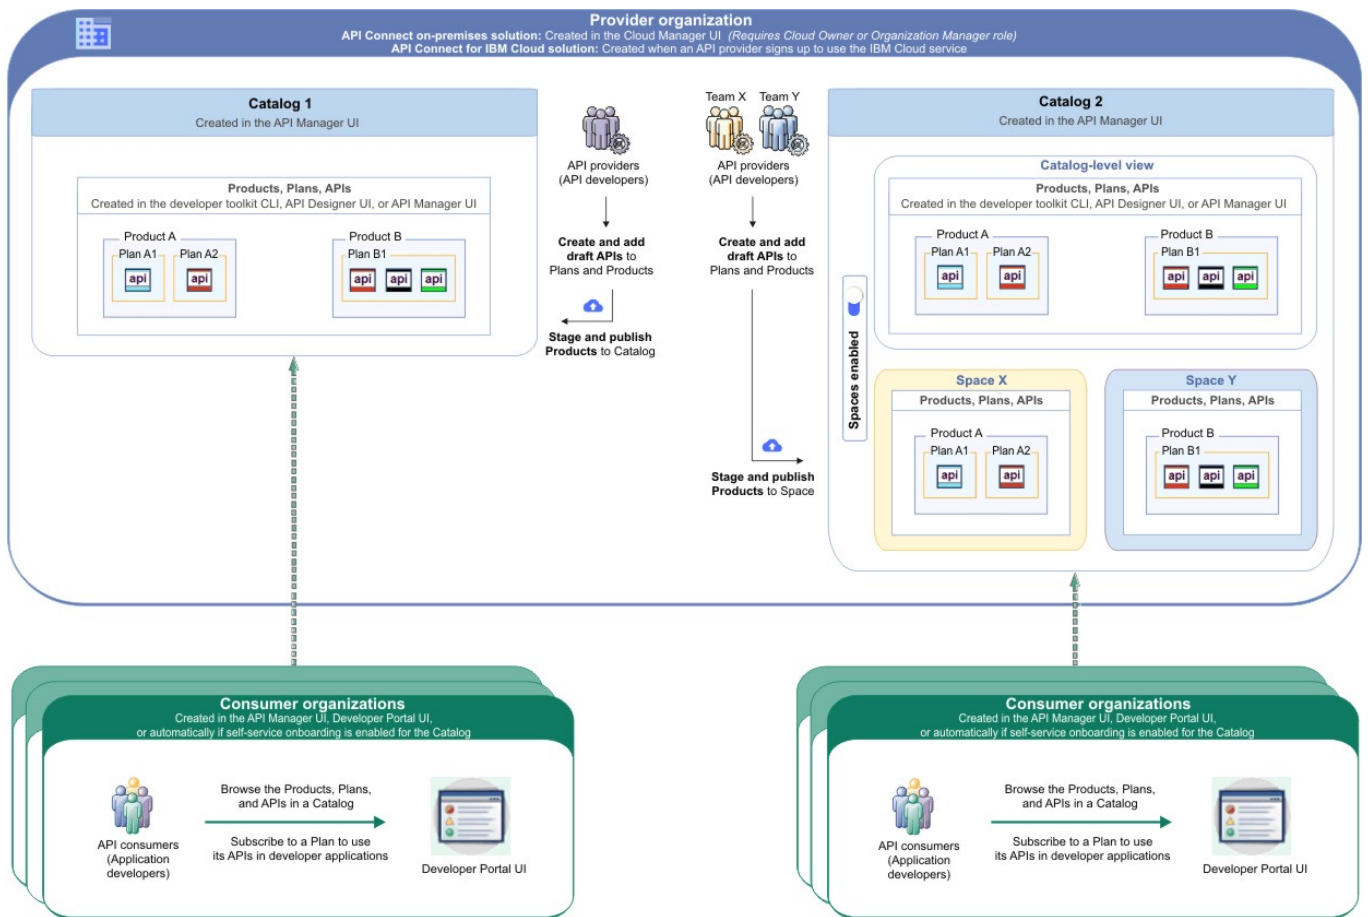 Provider organization
API Connect on-premises solution: Created in the Cloud Manager UI (Requires Cloud Owner or Organization Manager role)
API Connect for IBM Cloud solution: Created when an API provider signs up to use the IBM Cloud service
Catalog 1
Created in the API Manager UI
Products, Plans, APIs
Created in the developer toolkit CLI, API Designer UI, or API Manager UI
Product A
Plan A1
Plan A2
api
api
Product B
Plan B1
api
api
api
API providers
(API developers)
Create and add
draft APIs to
Plans and Products
Stage and publish
Products to Catalog
Team X
Team Y
API providers
(API developers)
Create and add
draft APIs to
Plans and Products
Stage and publish
Products to Space
Catalog 2
Created in the API Manager UI
Spaces enabled
Catalog-level view
Products, Plans, APIs
Created in the developer toolkit CLI, API Designer UI, or API Manager UI
Product A
Plan A1
Plan A2
api
api
Product B
Plan B1
api
api
api
Space X
Products, Plans, APIs
Product A
Plan A1
Plan A2
api
api
Space Y
Products, Plans, APIs
Product B
Plan B1
api
api
api
Consumer organizations
Created in the API Manager UI, Developer Portal UI,
or automatically if self-service onboarding is enabled for the Catalog
API consumers
(Application
developers)
Browse the Products, Plans,
and APIs in a Catalog
Subscribe to a Plan to use
its APIs in developer applications
Developer Portal UI
Consumer organizations
Created in the API Manager UI, Developer Portal UI,
or automatically if self-service onboarding is enabled for the Catalog
API consumers
(Application
developers)
Browse the Products, Plans,
and APIs in a Catalog
Subscribe to a Plan to use
its APIs in developer applications
Developer Portal UI